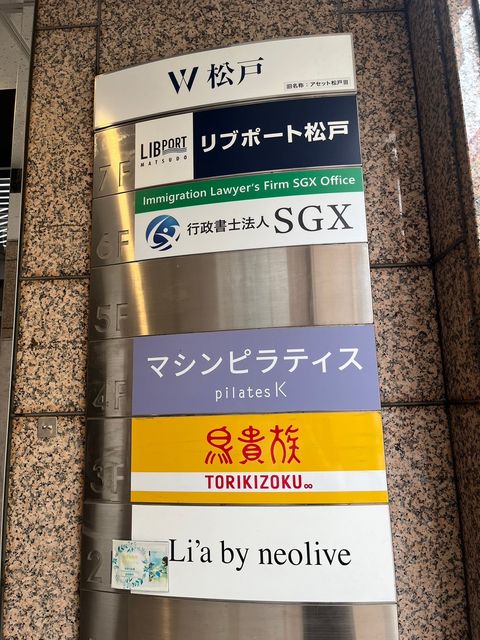 W 松戸
旧名称：アセット松戸Ⅲ
7F
LIBPORT
MATSUDO
リブポート松戸
Immigration Lawyer's Firm SGX Office
6F
行政書士法人 SGX
5F
マシンピラティス
4F
pilates K
鳥貴族
3F
TORIKIZOKU∞
Li'a by neolive
2